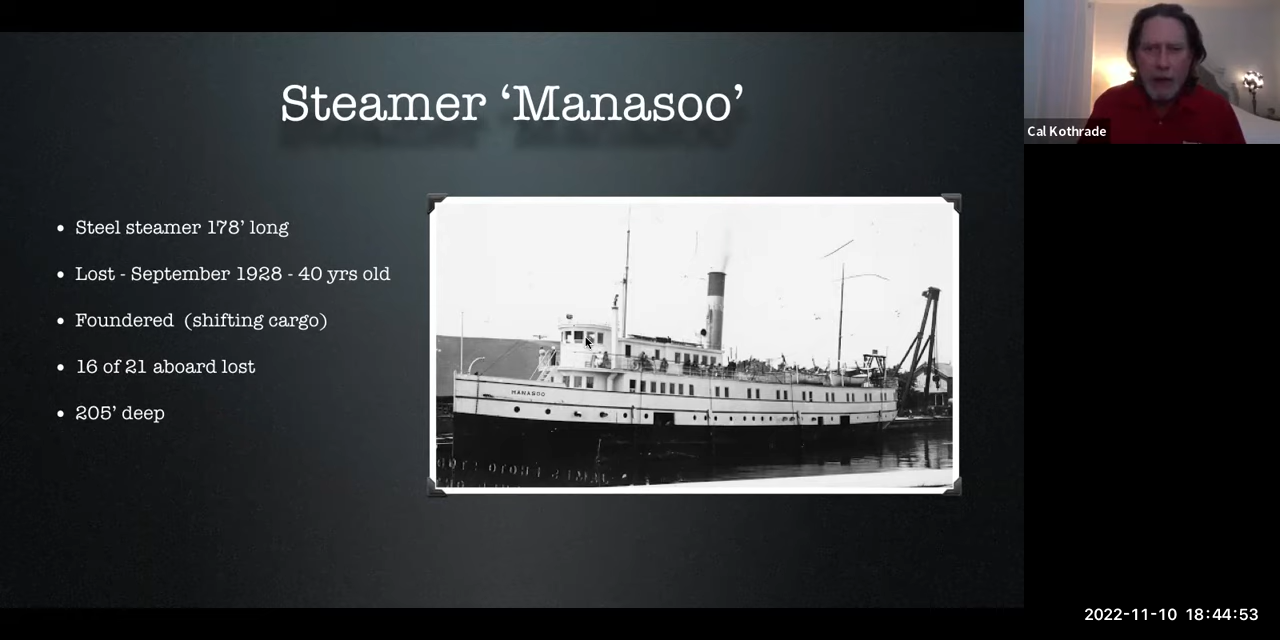 Steamer ‘Manasoo’
• Steel steamer 178’ long
• Lost - September 1928 - 40 yrs old
• Foundered (shifting cargo)
• 16 of 21 aboard lost
• 205’ deep
MANASOO
Cal Kothrade
2022-11-10 18:44:53